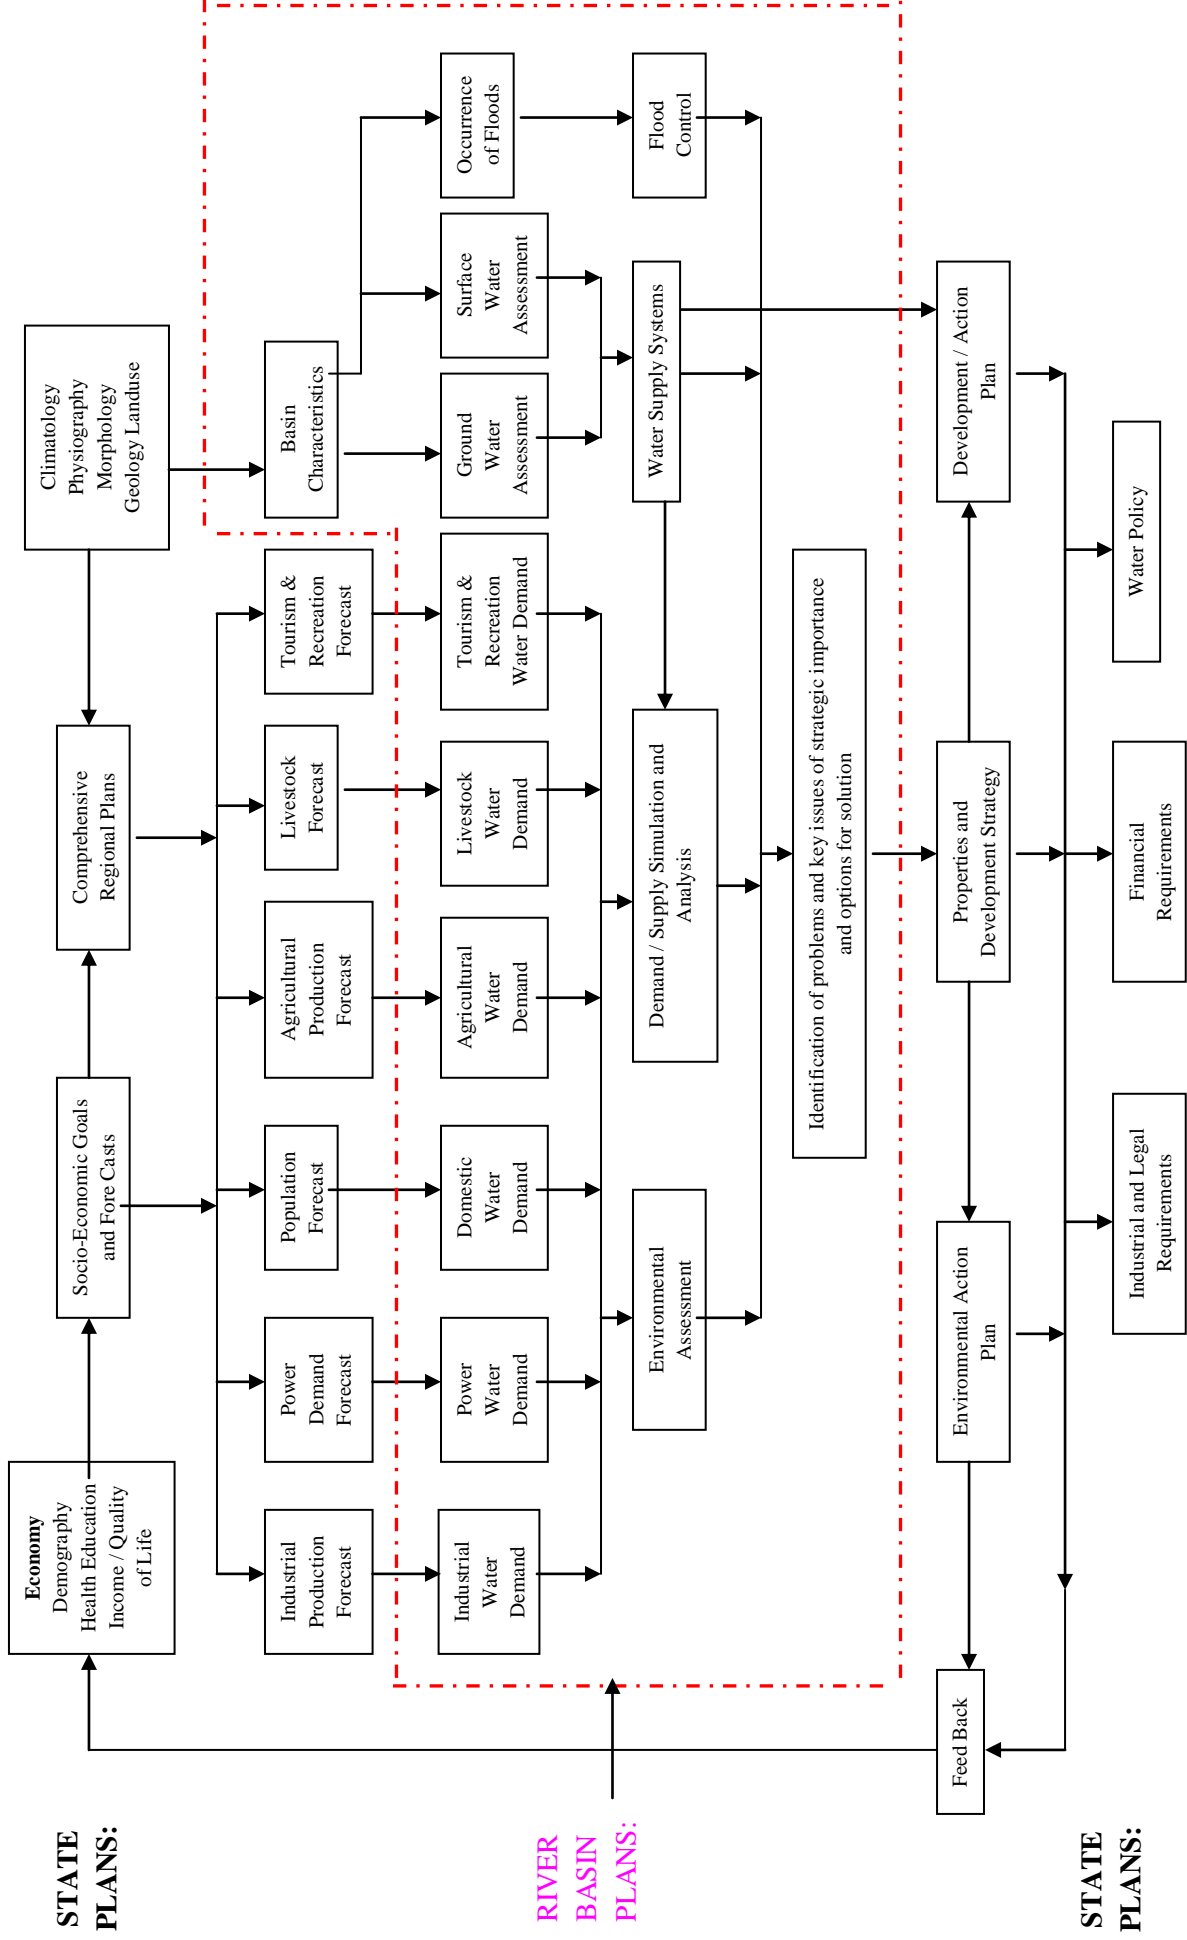 STATE
PLANS:
Economy
Demography
Health Education
Income / Quality
of Life
Socio-Economic Goals
and Fore Casts
Comprehensive
Regional Plans
Climatology
Physiography
Morphology
Geology Landuse
Industrial
Production
Forecast
Power
Demand
Forecast
Population
Forecast
Agricultural
Production
Forecast
Livestock
Forecast
Tourism &
Recreation
Forecast
Basin
Characteristics
RIVER
BASIN
PLANS:
Industrial
Water
Demand
Power
Water
Demand
Domestic
Water
Demand
Agricultural
Water
Demand
Livestock
Water
Demand
Tourism &
Recreation
Water Demand
Ground
Water
Assessment
Surface
Water
Assessment
Occurrence
of Floods
Environmental
Assessment
Demand / Supply Simulation and
Analysis
Water Supply Systems
Flood
Control
Identification of problems and key issues of strategic importance
and options for solution
Feed Back
Environmental Action
Plan
Properties and
Development Strategy
Development / Action
Plan
STATE
PLANS:
Industrial and Legal
Requirements
Financial
Requirements
Water Policy